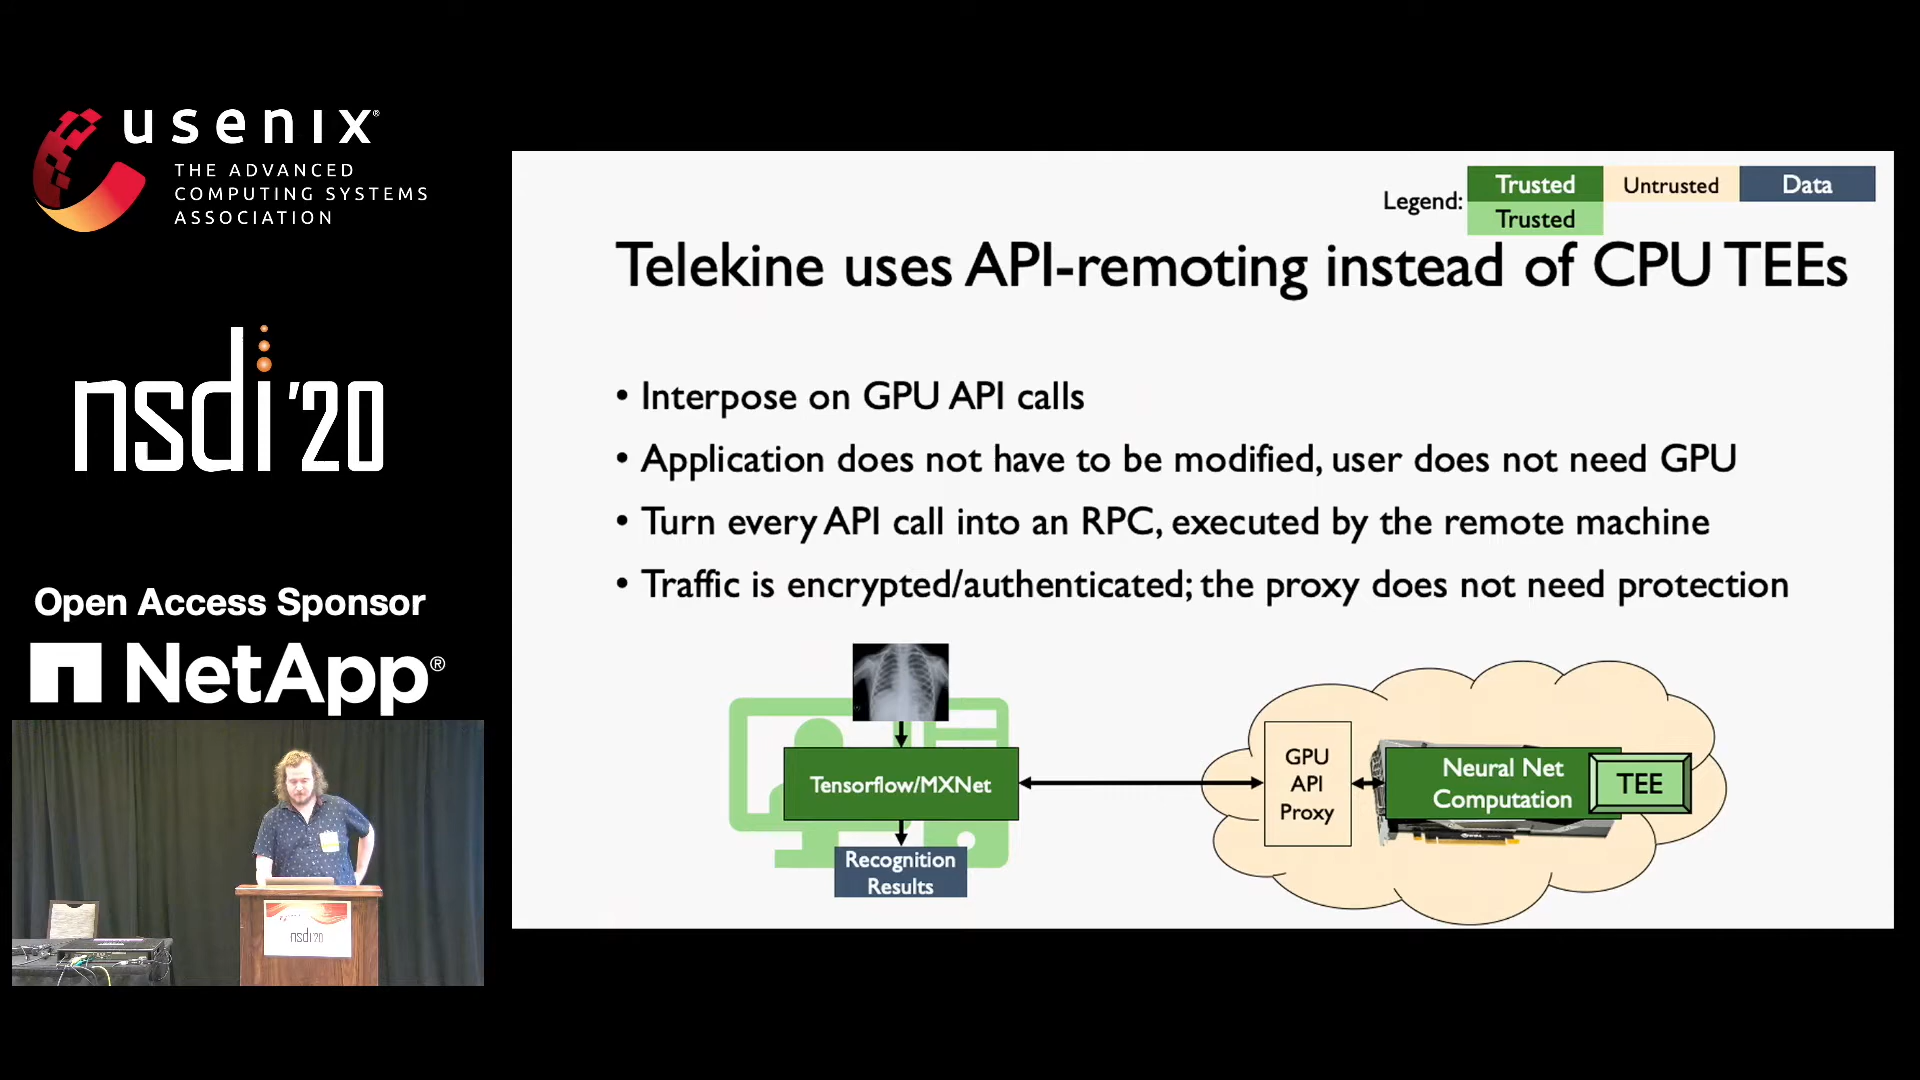 usenix®
THE ADVANCED
COMPUTING SYSTEMS
ASSOCIATION
nsdi '20
Open Access Sponsor
NetApp®
nsdi'20
Legend:
Trusted
Untrusted
Data
Trusted
Telekine uses API-remoting instead of CPU TEEs
• Interpose on GPU API calls
• Application does not have to be modified, user does not need GPU
• Turn every API call into an RPC, executed by the remote machine
• Traffic is encrypted/authenticated; the proxy does not need protection
Tensorflow/MXNet
Recognition
Results
GPU
API
Proxy
Neural Net
Computation
TEE